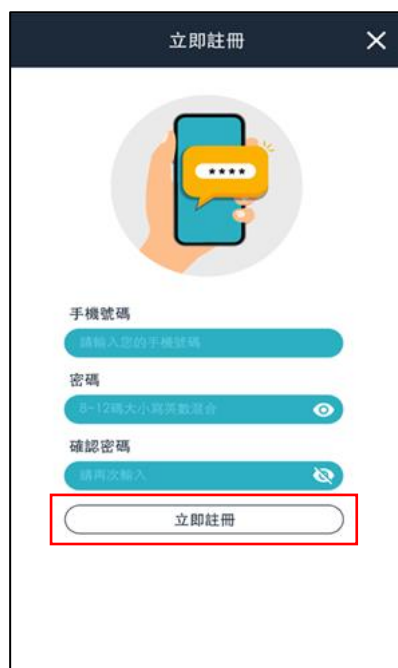 立即註冊
****
手機號碼
請輸入您的手機號碼
密碼
8-12碼大小寫英數混合
確認密碼
請再次輸入
立即註冊